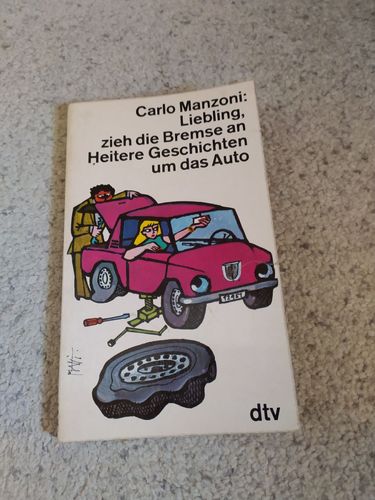 Carlo Manzoni:
Liebling,
zieh die Bremse an
Heitere Geschichten
um das Auto
dtv